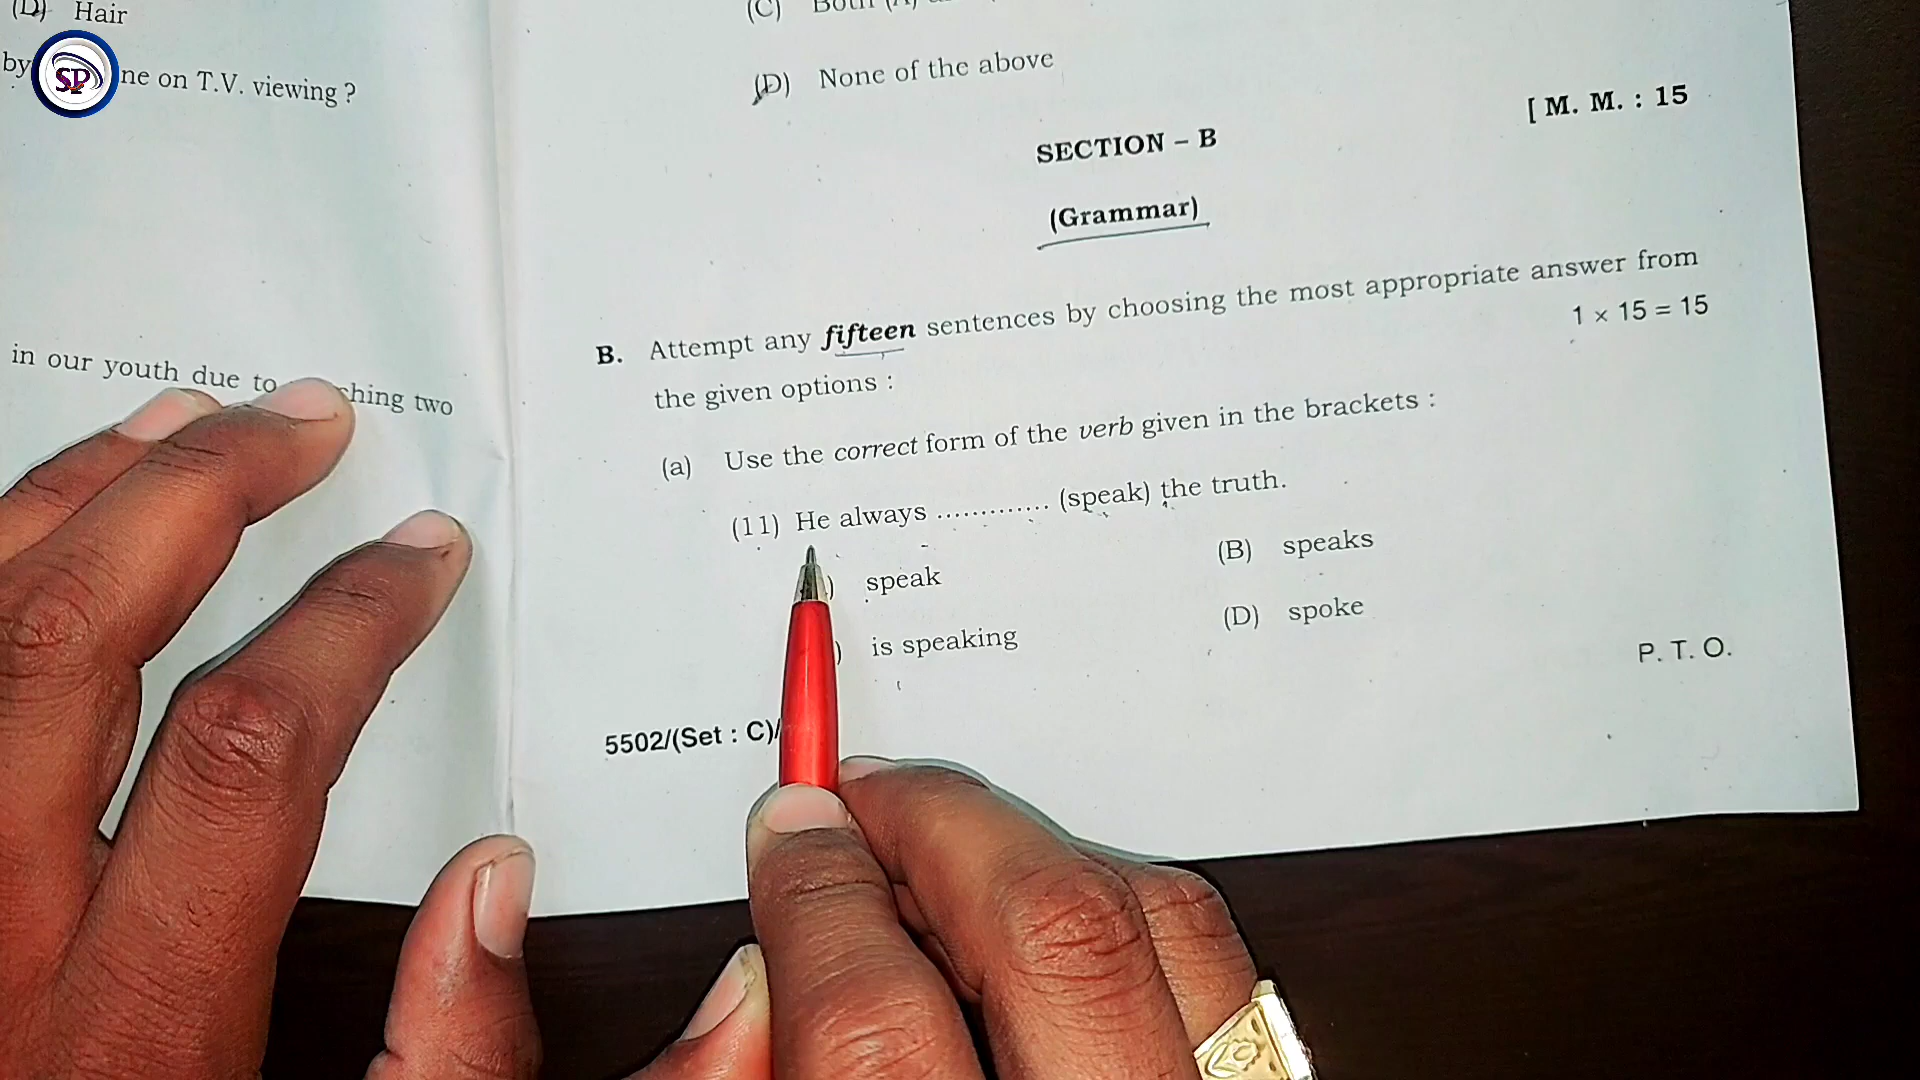 (D) Hair
by
ne on T.V. viewing ?
in our youth due to
hing two
(C) Both (A)
(D) None of the above
[ M. M. : 15
SECTION – B
(Grammar)
B. Attempt any fifteen sentences by choosing the most appropriate answer from
the given options :
1 × 15 = 15
(a) Use the correct form of the verb given in the brackets :
(11) He always ............. (speak) the truth.
) speak
(B) speaks
) is speaking
(D) spoke
5502/(Set : C)/
P. T. O.
SP